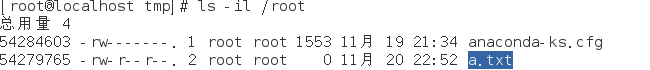 [root@localhost tmp]# ls -il /root
总用量 4
54284603 -rw-------. 1 root root 1553 11月 19 21:34 anaconda-ks.cfg
54279765 -rw-r--r--. 2 root root    0 11月 20 22:52 a.txt